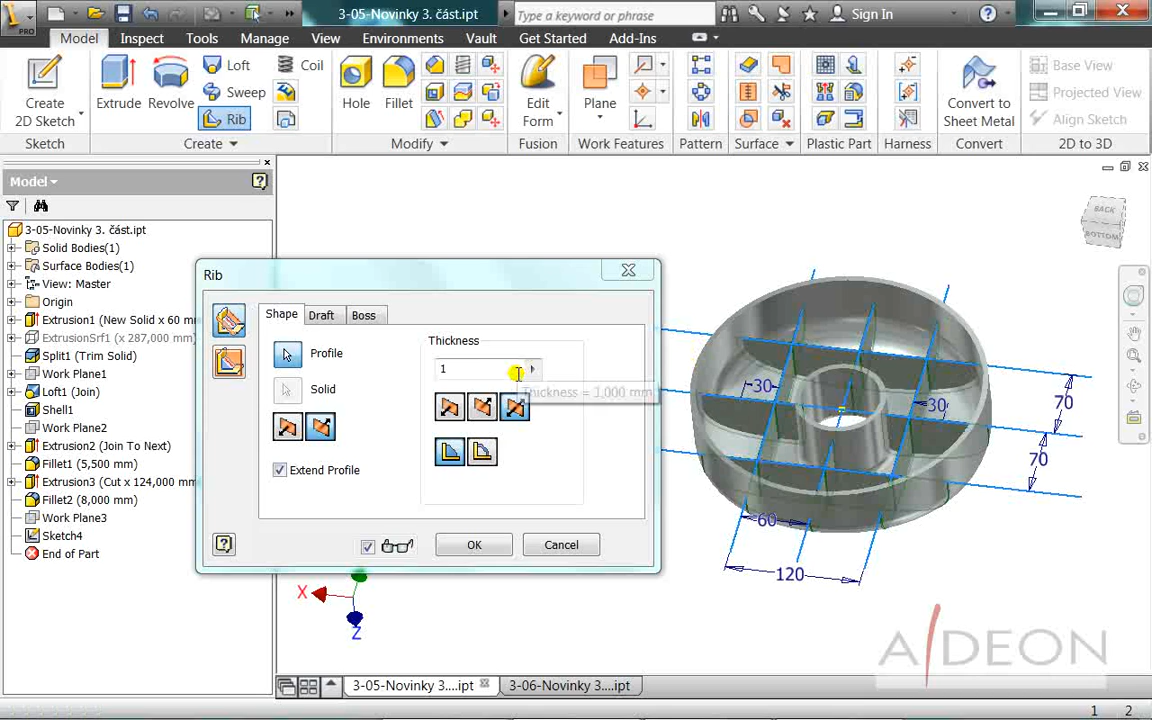 PRO
3-05-Novinky 3. část.ipt
Type a keyword or phrase
Sign In
Model
Inspect
Tools
Manage
View
Environments
Vault
Get Started
Add-Ins
Create
2D Sketch
Extrude
Revolve
Loft
Coil
Sweep
Rib
Hole
Fillet
Edit
Form
Plane
Convert to
Sheet Metal
Base View
Projected View
Align Sketch
Sketch
Create
Modify
Fusion
Work Features
Pattern
Surface
Plastic Part
Harness
Convert
2D to 3D
Model
3-05-Novinky 3. část.ipt
Solid Bodies(1)
Surface Bodies(1)
View: Master
Origin
Extrusion1 (New Solid x 60 mm
ExtrusionSrf1 (x 287,000 mm)
Split1 (Trim Solid)
Work Plane1
Loft1 (Join)
Shell1
Work Plane2
Extrusion2 (Join To Next)
Fillet1 (5,500 mm)
Extrusion3 (Cut x 124,000 mm
Fillet2 (8,000 mm)
Work Plane3
Sketch4
End of Part
Rib
Shape
Draft
Boss
Profile
Solid
Extend Profile
Thickness
1
Thickness = 1,000 mm
OK
Cancel
BACK
BOTTOM
30
30
70
70
60
120
X
Z
AIDEON
3-05-Novinky 3....ipt
3-06-Novinky 3....ipt
1
2